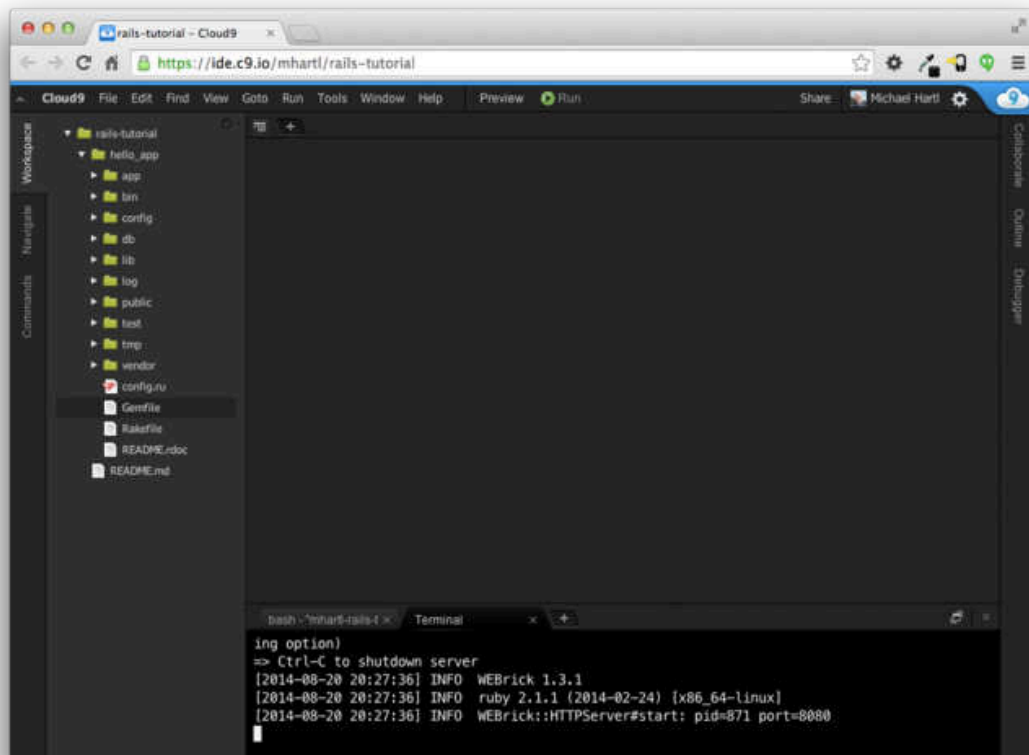 rails-tutorial - Cloud9
https://ide.c9.io/mhartl/rails-tutorial
Cloud9 File Edit Find View Goto Run Tools Window Help Preview Run Share Michael Hartl
Workspace
Navigate
Commands
rails-tutorial
hello_app
app
bin
config
db
lib
log
public
test
tmp
vendor
config.ru
Gemfile
Rakefile
README.rdoc
README.md
Collaborate
Outline
Debugger
bash - "mhartl-rails-t Terminal
ing option)
=> Ctrl-C to shutdown server
[2014-08-20 20:27:36] INFO WEBrick 1.3.1
[2014-08-20 20:27:36] INFO ruby 2.1.1 (2014-02-24) [x86_64-linux]
[2014-08-20 20:27:36] INFO WEBrick::HTTPServer#start: pid=871 port=8080